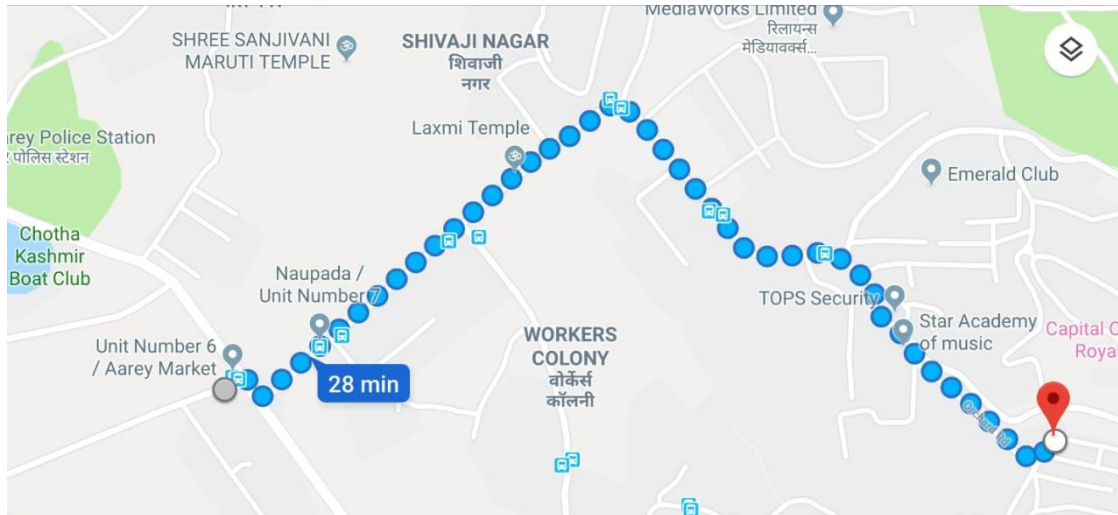 MediaWorks Limited
रिलायन्स
मेडियावर्क्स...
SHREE SANJIVANI
MARUTI TEMPLE
SHIVAJI NAGAR
शिवाजी
नगर
Laxmi Temple
arey Police Station
पोलिस स्टेशन
Emerald Club
Chotha
Kashmir
Boat Club
Naupada /
Unit Number 7
TOPS Security
Star Academy
of music
Capital O
Royal
WORKERS
COLONY
वोर्केर्स
कॉलनी
Unit Number 6
/ Aarey Market
28 min
Orchard Rd